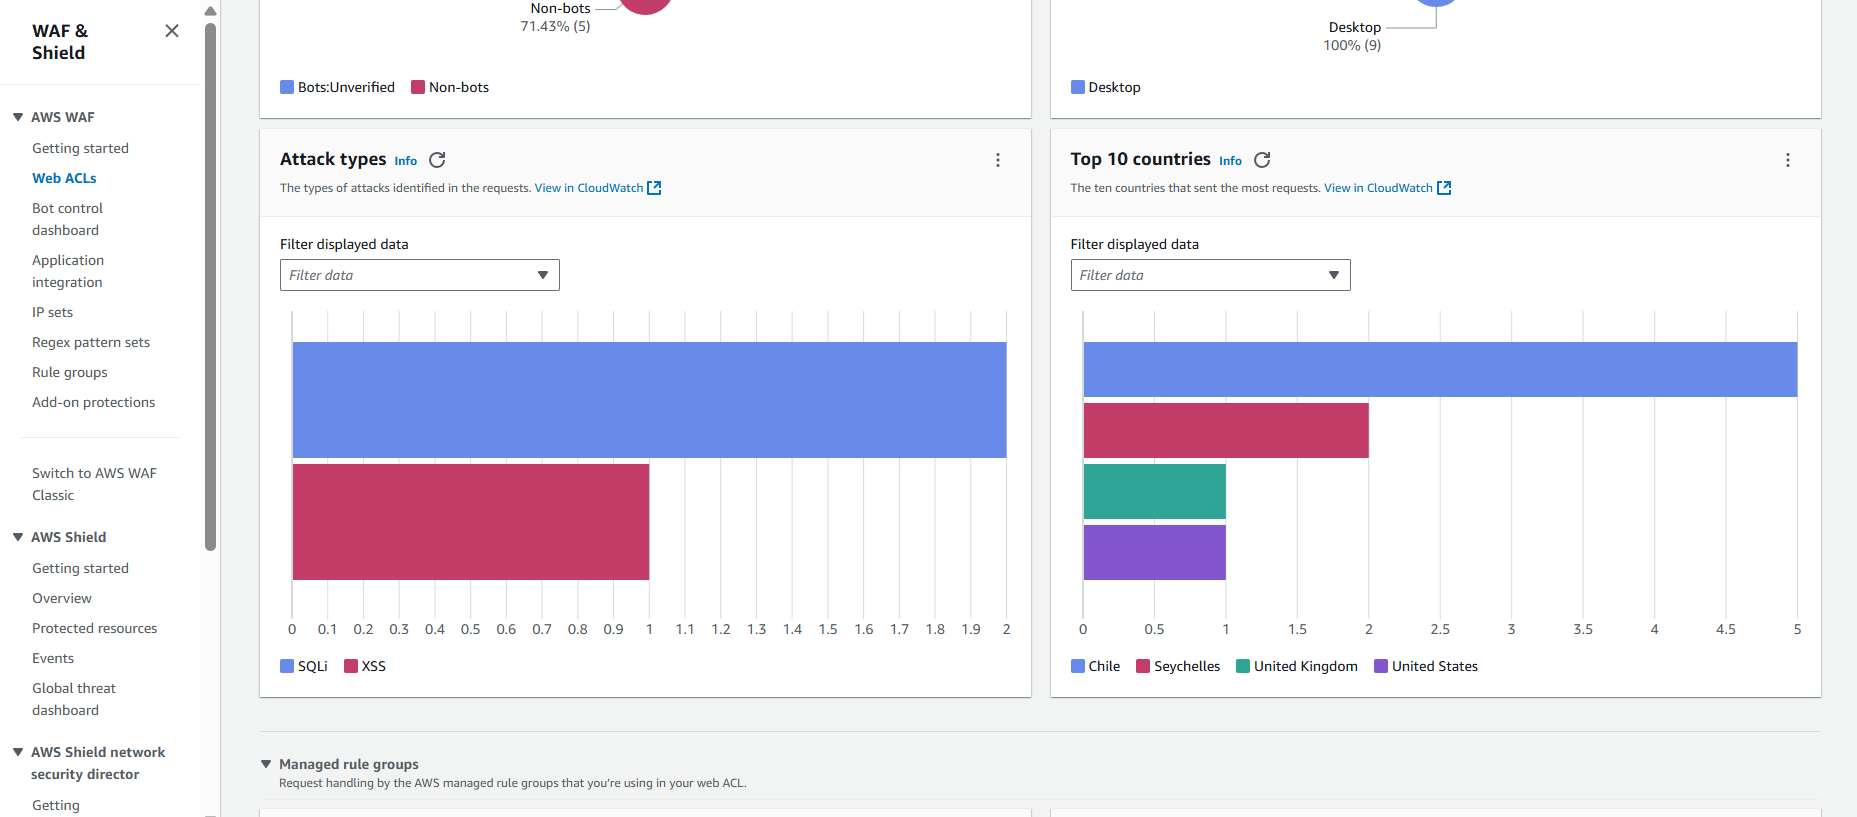 WAF &
Shield
AWS WAF
Getting started
Web ACLs
Bot control
dashboard
Application
integration
IP sets
Regex pattern sets
Rule groups
Add-on protections
Switch to AWS WAF
Classic
AWS Shield
Getting started
Overview
Protected resources
Events
Global threat
dashboard
AWS Shield network
security director
Getting
Non-bots
71.43% (5)
Bots:Unverified Non-bots
Desktop
100% (9)
Desktop
Attack types Info
The types of attacks identified in the requests. View in CloudWatch
Filter displayed data
Filter data
0 0.1 0.2 0.3 0.4 0.5 0.6 0.7 0.8 0.9 1 1.1 1.2 1.3 1.4 1.5 1.6 1.7 1.8 1.9 2
SQLi XSS
Top 10 countries Info
The ten countries that sent the most requests. View in CloudWatch
Filter displayed data
Filter data
0 0.5 1 1.5 2 2.5 3 3.5 4 4.5 5
Chile Seychelles United Kingdom United States
Managed rule groups
Request handling by the AWS managed rule groups that you're using in your web ACL.